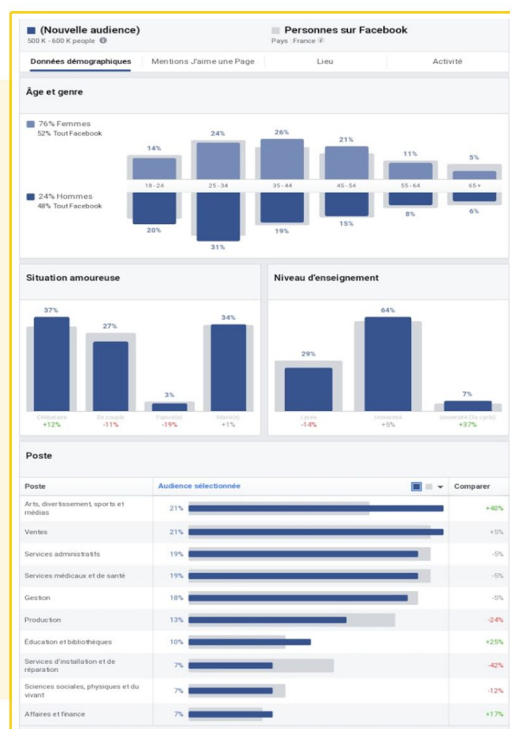 (Nouvelle audience)
500 K - 600 K people
Personnes sur Facebook
Pays : France
Données démographiques
Mentions J'aime une Page
Lieu
Activité
Âge et genre
76% Femmes
52% Tout Facebook
14%
24%
26%
21%
11%
5%
18 - 24
25 - 34
35 - 44
45 - 54
55 - 64
65 +
24% Hommes
48% Tout Facebook
20%
31%
19%
15%
8%
6%
Situation amoureuse
37%
27%
3%
34%
Célibataire
En couple
Fiancé(e)
Marié(e)
+12%
-11%
-19%
+1%
Niveau d'enseignement
29%
64%
7%
Lycée
Université
Université (3e cycle)
-14%
+5%
+37%
Poste
Poste
Audience sélectionnée
Comparer
Arts, divertissement, sports et
médias
21%
+40%
Ventes
21%
+5%
Services administratifs
19%
-5%
Services médicaux et de santé
19%
-5%
Gestion
18%
-5%
Production
13%
-24%
Éducation et bibliothèques
10%
+25%
Services d'installation et de
réparation
7%
-42%
Sciences sociales, physiques et du
vivant
7%
-12%
Affaires et finance
7%
+17%